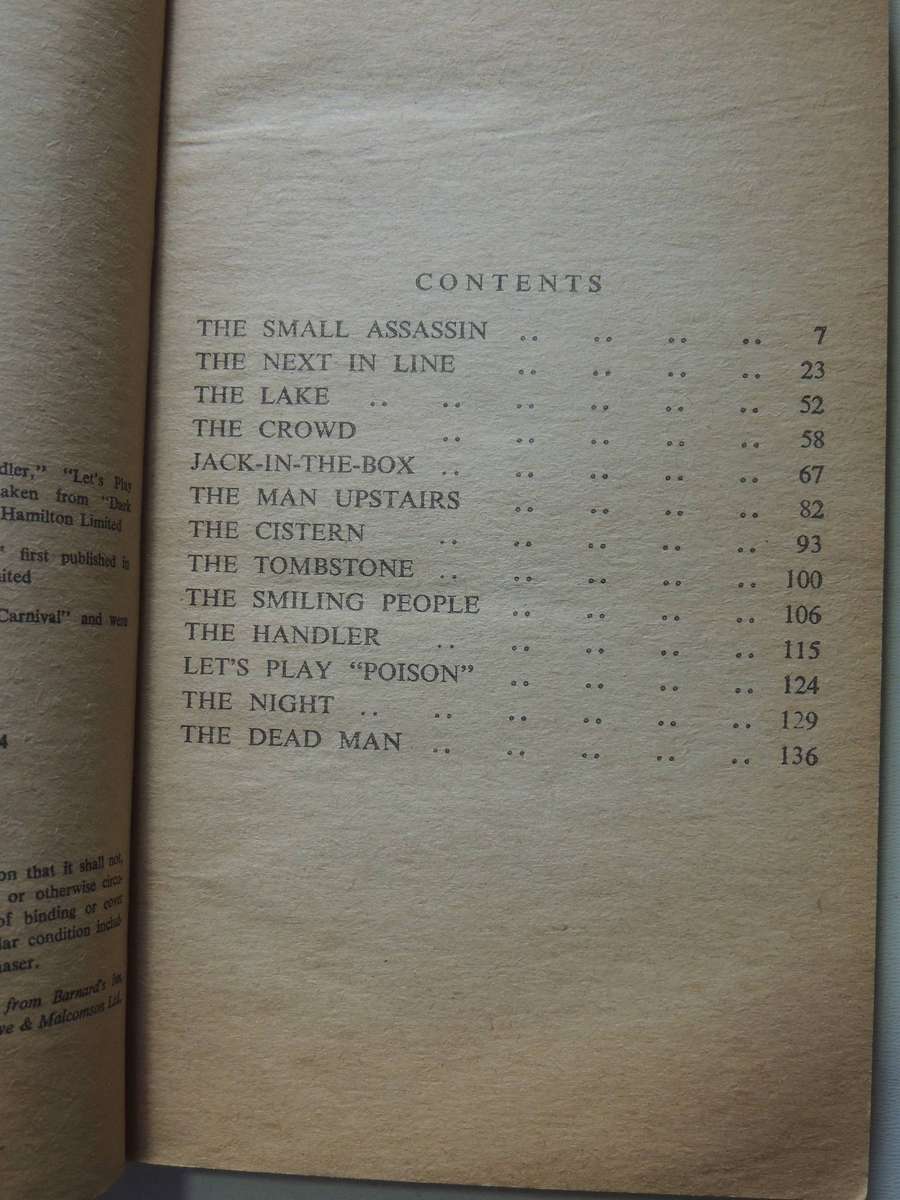 dler," "Let's Play
aken from "Dark
Hamilton Limited
" first published in
ited
Carnival" and were
4
on that it shall not,
or otherwise circu-
of binding or cover
lar condition includ-
haser.
from Barnard's Inn,
we & Malcomson Ltd.
CONTENTS
THE SMALL ASSASSIN .. .. .. .. 7
THE NEXT IN LINE .. .. .. .. 23
THE LAKE .. .. .. .. .. .. 52
THE CROWD .. .. .. .. .. 58
JACK-IN-THE-BOX .. .. .. .. .. 67
THE MAN UPSTAIRS .. .. .. .. 82
THE CISTERN .. .. .. .. .. 93
THE TOMBSTONE .. .. .. .. .. 100
THE SMILING PEOPLE .. .. .. .. 106
THE HANDLER .. .. .. .. .. 115
LET'S PLAY "POISON" .. .. .. .. 124
THE NIGHT .. .. .. .. .. .. 129
THE DEAD MAN .. .. .. .. .. 136